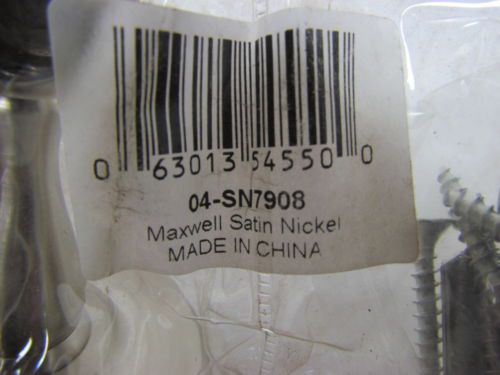 0 63013 54550 0
04-SN7908
Maxwell Satin Nickel
MADE IN CHINA